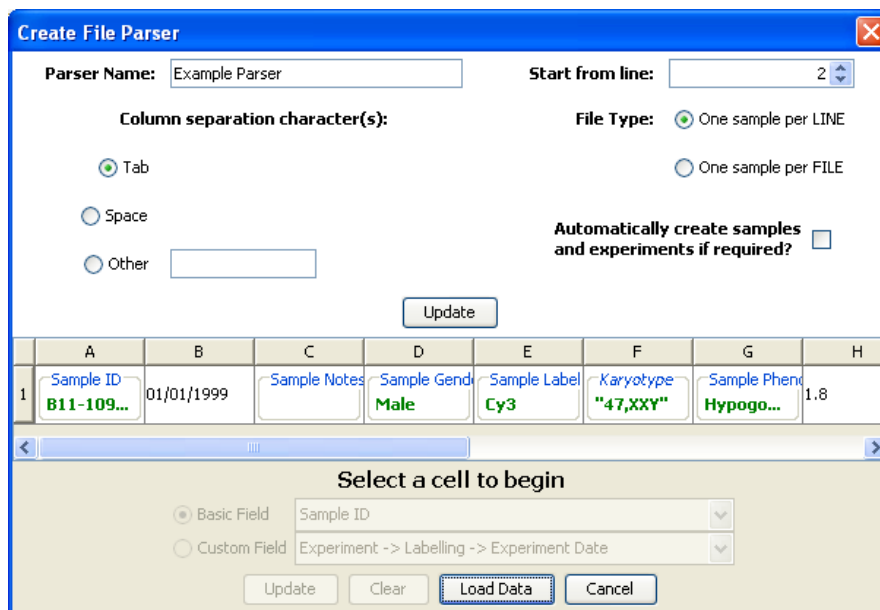 Create File Parser
Parser Name: Example Parser Start from line: 2
Column separation character(s): File Type: One sample per LINE
Tab One sample per FILE
Space
Automatically create samples
and experiments if required?
Other
Update
A B C D E F G H
Sample ID Sample Notes Sample Gend Sample Label Karyotype Sample Phen
1 B11-109... 01/01/1999 Male Cy3 "47,XXY" Hypogo... 1.8
Select a cell to begin
Basic Field Sample ID
Custom Field Experiment -> Labelling -> Experiment Date
Update Clear Load Data Cancel